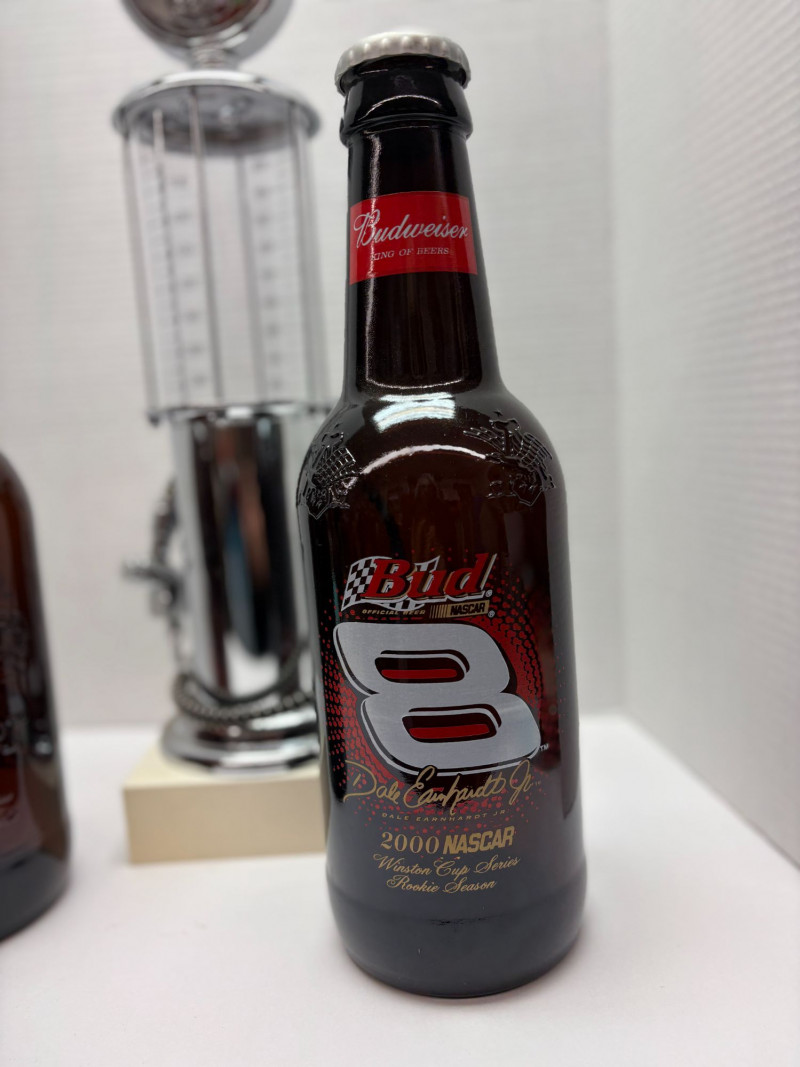 Budweiser
KING OF BEERS
Bud
OFFICIAL BEER NASCAR
8
Dale Earnhardt Jr.
DALE EARNHARDT JR
2000 NASCAR
Winston Cup Series
Rookie Season